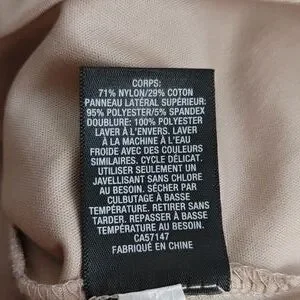 CORPS:
71% NYLON/29% COTON
PANNEAU LATÉRAL SUPÉRIEUR:
95% POLYESTER/5% SPANDEX
DOUBLURE: 100% POLYESTER
LAVER À L'ENVERS. LAVER
À LA MACHINE À L'EAU
FROIDE AVEC DES COULEURS
SIMILAIRES. CYCLE DÉLICAT.
UTILISER SEULEMENT UN
JAVELLISANT SANS CHLORE
AU BESOIN. SÉCHER PAR
CULBUTAGE À BASSE
TEMPÉRATURE. RETIRER SANS
TARDER. REPASSER À BASSE
TEMPÉRATURE AU BESOIN.
CA57147
FABRIQUÉ EN CHINE